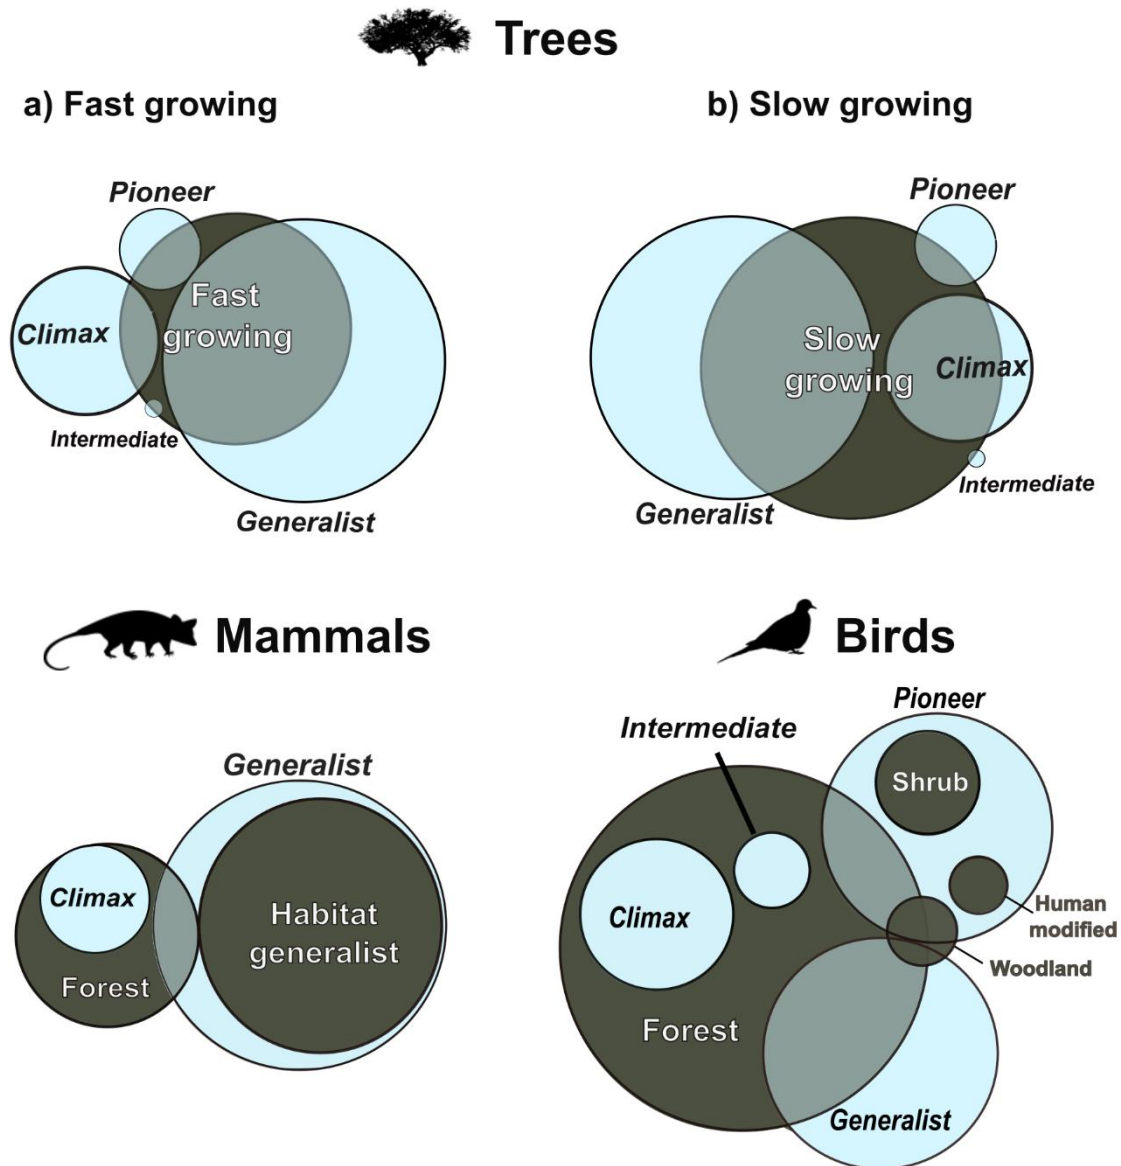 Trees
a) Fast growing
b) Slow growing
Pioneer
Fast
growing
Climax
Intermediate
Generalist
Pioneer
Slow
growing
Climax
Intermediate
Generalist
Mammals
Birds
Generalist
Climax
Habitat
generalist
Forest
Pioneer
Intermediate
Shrub
Climax
Human
modified
Woodland
Forest
Generalist